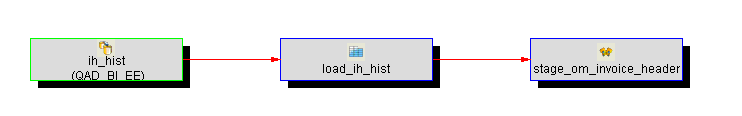 ih_hist
(QAD_BI_EE)
load_ih_hist
stage_om_invoice_header